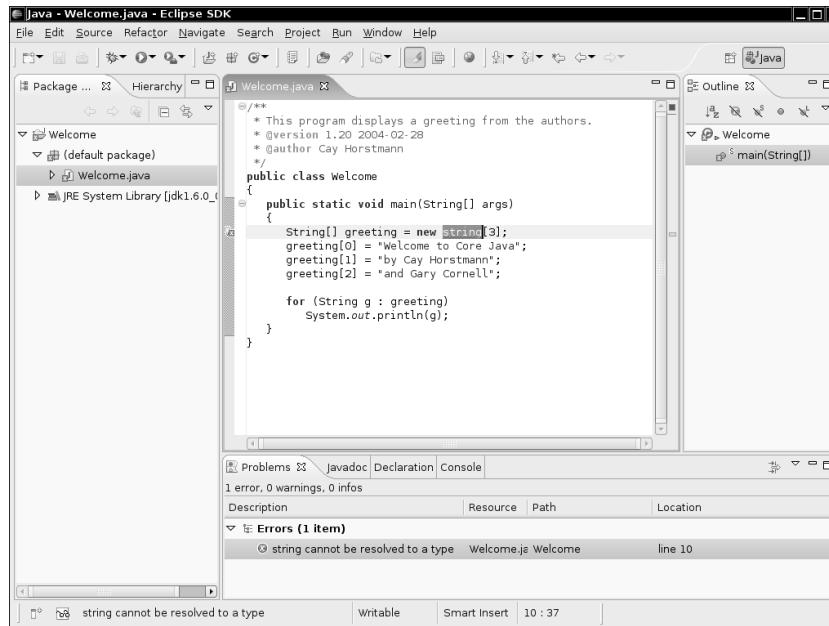 Java - Welcome.java - Eclipse SDK
File Edit Source Refactor Navigate Search Project Run Window Help
Java
Package ... Hierarchy
Welcome
(default package)
Welcome.java
JRE System Library [jdk1.6.0_
Welcome.java
/**
* This program displays a greeting from the authors.
* @version 1.20 2004-02-28
* @author Cay Horstmann
*/
public class Welcome
{
public static void main(String[] args)
{
String[] greeting = new string[3];
greeting[0] = "Welcome to Core Java";
greeting[1] = "by Cay Horstmann";
greeting[2] = "and Gary Cornell";
for (String g : greeting)
System.out.println(g);
}
}
Outline
Welcome
main(String[])
Problems Javadoc Declaration Console
1 error, 0 warnings, 0 infos
Description Resource Path Location
Errors (1 item)
string cannot be resolved to a type Welcome.ja Welcome line 10
string cannot be resolved to a type Writable Smart Insert 10 : 37